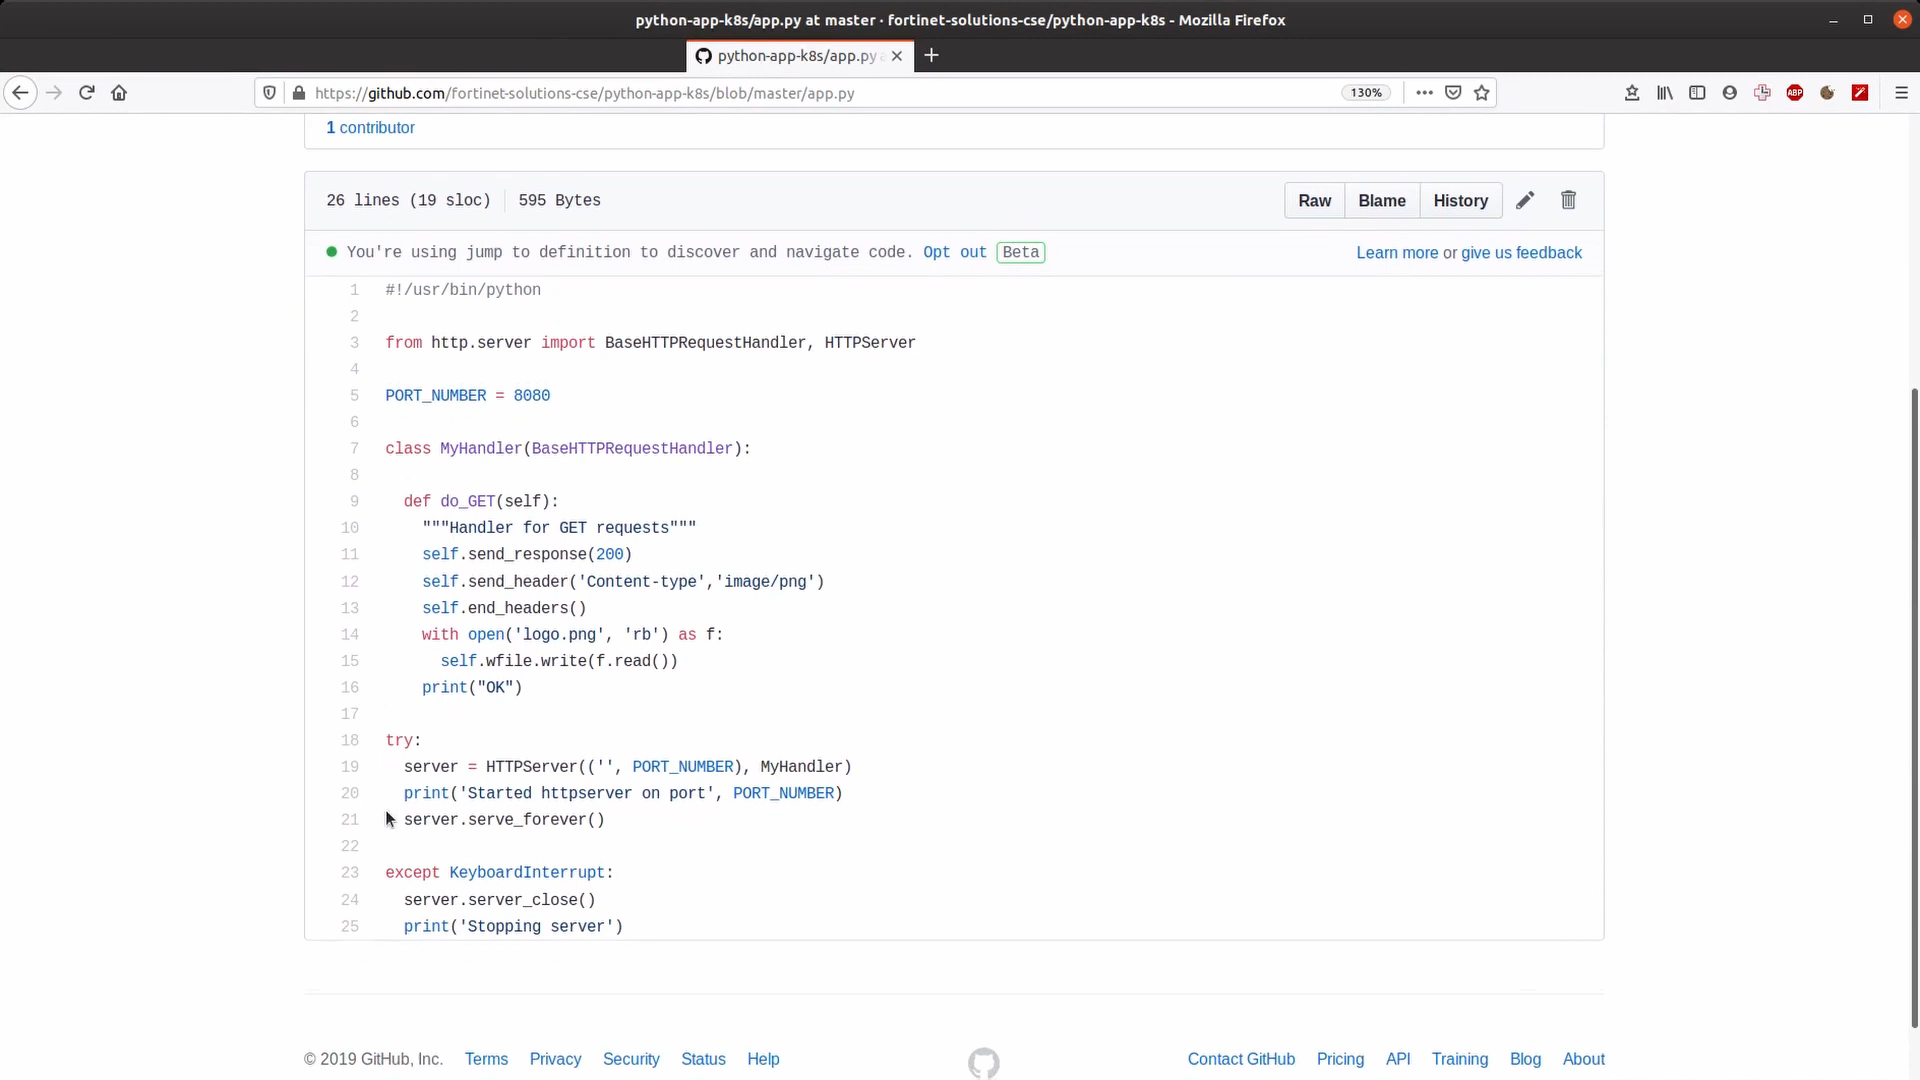 python-app-k8s/app.py at master · fortinet-solutions-cse/python-app-k8s - Mozilla Firefox
python-app-k8s/app.py
https://github.com/fortinet-solutions-cse/python-app-k8s/blob/master/app.py
130%
ABP
1 contributor
26 lines (19 sloc) 595 Bytes
Raw Blame History
You're using jump to definition to discover and navigate code. Opt out Beta
Learn more or give us feedback
1 #!/usr/bin/python
2
3 from http.server import BaseHTTPRequestHandler, HTTPServer
4
5 PORT_NUMBER = 8080
6
7 class MyHandler(BaseHTTPRequestHandler):
8
9   def do_GET(self):
10     """Handler for GET requests"""
11     self.send_response(200)
12     self.send_header('Content-type','image/png')
13     self.end_headers()
14     with open('logo.png', 'rb') as f:
15       self.wfile.write(f.read())
16     print("OK")
17
18 try:
19   server = HTTPServer(('', PORT_NUMBER), MyHandler)
20   print('Started httpserver on port', PORT_NUMBER)
21   server.serve_forever()
22
23 except KeyboardInterrupt:
24   server.server_close()
25   print('Stopping server')
© 2019 GitHub, Inc. Terms Privacy Security Status Help
Contact GitHub Pricing API Training Blog About